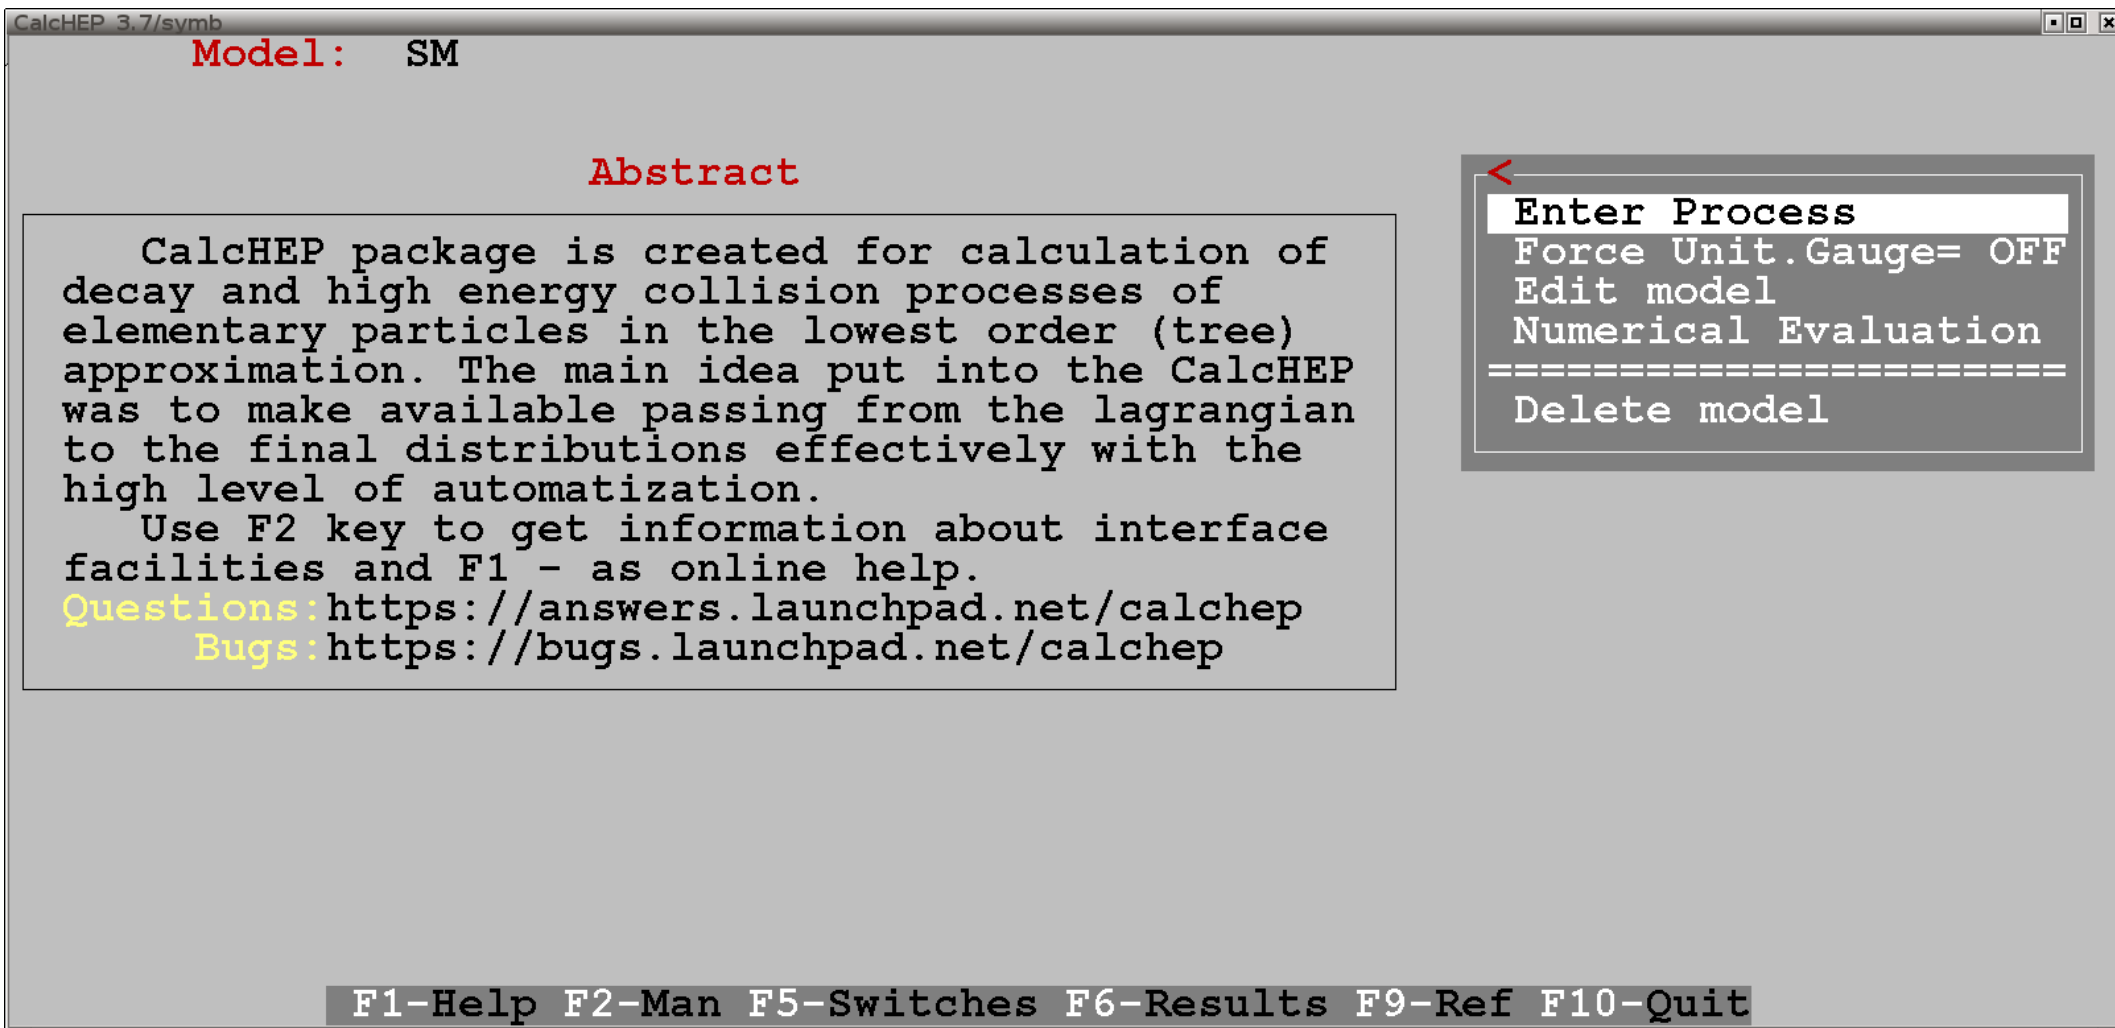 CalcHEP 3.7/symb
Model: SM
Abstract
CalcHEP package is created for calculation of
decay and high energy collision processes of
elementary particles in the lowest order (tree)
approximation. The main idea put into the CalcHEP
was to make available passing from the lagrangian
to the final distributions effectively with the
high level of automatization.
Use F2 key to get information about interface
facilities and F1 - as online help.
Questions:https://answers.launchpad.net/calchep
Bugs:https://bugs.launchpad.net/calchep
<
Enter Process
Force Unit.Gauge= OFF
Edit model
Numerical Evaluation
======================
Delete model
F1-Help F2-Man F5-Switches F6-Results F9-Ref F10-Quit